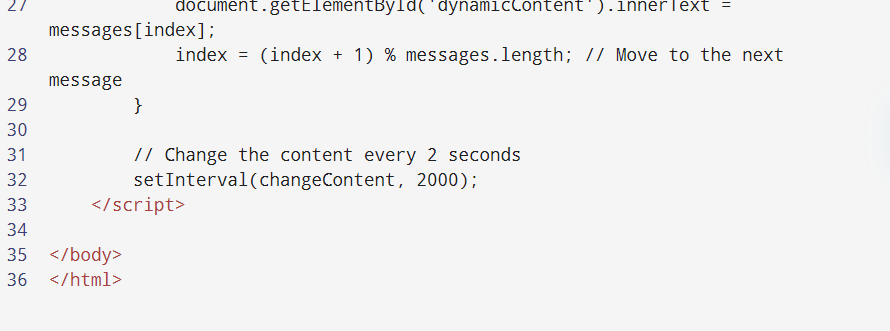 27 document.getElementById('dynamicContent').innerText =
messages[index];
28 index = (index + 1) % messages.length; // Move to the next
message
29 }
30
31 // Change the content every 2 seconds
32 setInterval(changeContent, 2000);
33 </script>
34
35 </body>
36 </html>